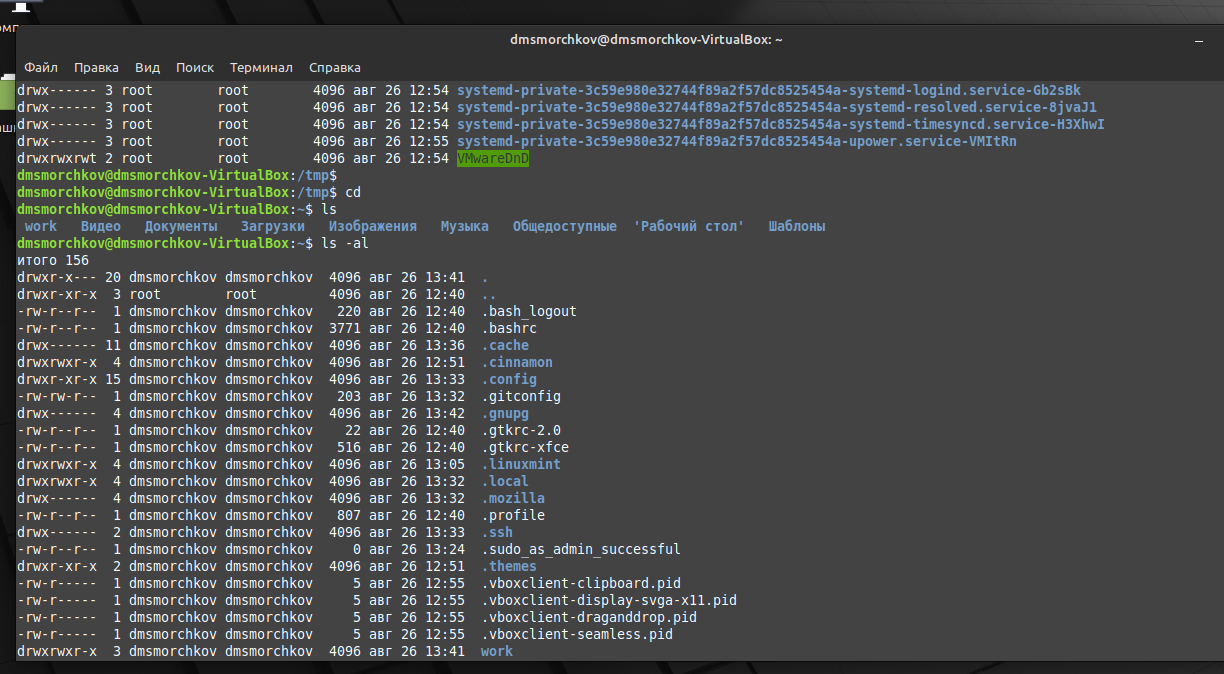 dmsmorchkov@dmsmorchkov-VirtualBox: ~
Файл Правка Вид Поиск Терминал Справка
drwx------ 3 root        root        4096 авг 26 12:54 systemd-private-3c59e980e32744f89a2f57dc8525454a-systemd-logind.service-Gb2sBk
drwx------ 3 root        root        4096 авг 26 12:54 systemd-private-3c59e980e32744f89a2f57dc8525454a-systemd-resolved.service-8jvaJ1
drwx------ 3 root        root        4096 авг 26 12:54 systemd-private-3c59e980e32744f89a2f57dc8525454a-systemd-timesyncd.service-H3XhwI
drwx------ 3 root        root        4096 авг 26 12:55 systemd-private-3c59e980e32744f89a2f57dc8525454a-upower.service-VMItRn
drwxrwxrwt 2 root        root        4096 авг 26 12:54 VMwareDnD
dmsmorchkov@dmsmorchkov-VirtualBox:/tmp$
dmsmorchkov@dmsmorchkov-VirtualBox:/tmp$ cd
dmsmorchkov@dmsmorchkov-VirtualBox:~$ ls
 work   Видео   Документы   Загрузки   Изображения   Музыка   Общедоступные  'Рабочий стол'   Шаблоны
dmsmorchkov@dmsmorchkov-VirtualBox:~$ ls -al
итого 156
drwxr-x--- 20 dmsmorchkov dmsmorchkov  4096 авг 26 13:41  .
drwxr-xr-x  3 root        root         4096 авг 26 12:40  ..
-rw-r--r--  1 dmsmorchkov dmsmorchkov   220 авг 26 12:40  .bash_logout
-rw-r--r--  1 dmsmorchkov dmsmorchkov  3771 авг 26 12:40  .bashrc
drwx------ 11 dmsmorchkov dmsmorchkov  4096 авг 26 13:36  .cache
drwxrwxr-x  4 dmsmorchkov dmsmorchkov  4096 авг 26 12:51  .cinnamon
drwxr-xr-x 15 dmsmorchkov dmsmorchkov  4096 авг 26 13:33  .config
-rw-rw-r--  1 dmsmorchkov dmsmorchkov   203 авг 26 13:32  .gitconfig
drwx------  4 dmsmorchkov dmsmorchkov  4096 авг 26 13:42  .gnupg
-rw-r--r--  1 dmsmorchkov dmsmorchkov    22 авг 26 12:40  .gtkrc-2.0
-rw-r--r--  1 dmsmorchkov dmsmorchkov   516 авг 26 12:40  .gtkrc-xfce
drwxrwxr-x  4 dmsmorchkov dmsmorchkov  4096 авг 26 13:05  .linuxmint
drwxrwxr-x  4 dmsmorchkov dmsmorchkov  4096 авг 26 13:32  .local
drwx------  4 dmsmorchkov dmsmorchkov  4096 авг 26 13:32  .mozilla
-rw-r--r--  1 dmsmorchkov dmsmorchkov   807 авг 26 12:40  .profile
drwx------  2 dmsmorchkov dmsmorchkov  4096 авг 26 13:33  .ssh
-rw-r--r--  1 dmsmorchkov dmsmorchkov     0 авг 26 13:24  .sudo_as_admin_successful
drwxr-xr-x  2 dmsmorchkov dmsmorchkov  4096 авг 26 12:51  .themes
-rw-r-----  1 dmsmorchkov dmsmorchkov     5 авг 26 12:55  .vboxclient-clipboard.pid
-rw-r-----  1 dmsmorchkov dmsmorchkov     5 авг 26 12:55  .vboxclient-display-svga-x11.pid
-rw-r-----  1 dmsmorchkov dmsmorchkov     5 авг 26 12:55  .vboxclient-draganddrop.pid
-rw-r-----  1 dmsmorchkov dmsmorchkov     5 авг 26 12:55  .vboxclient-seamless.pid
drwxrwxr-x  3 dmsmorchkov dmsmorchkov  4096 авг 26 13:41  work